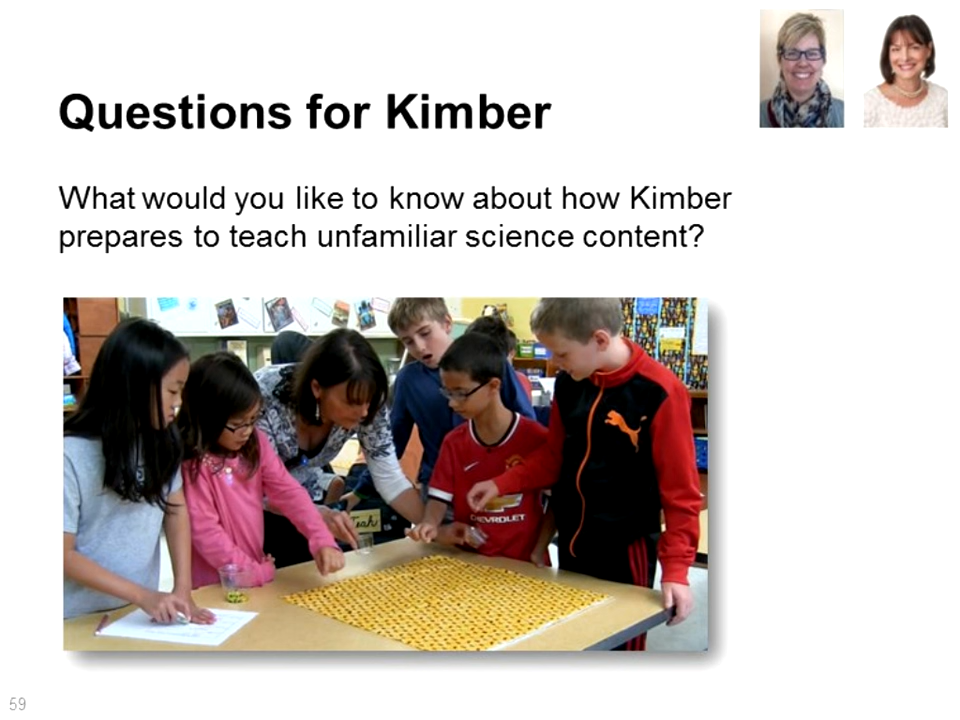 Questions for Kimber
What would you like to know about how Kimber
prepares to teach unfamiliar science content?
CHEVROLET
59